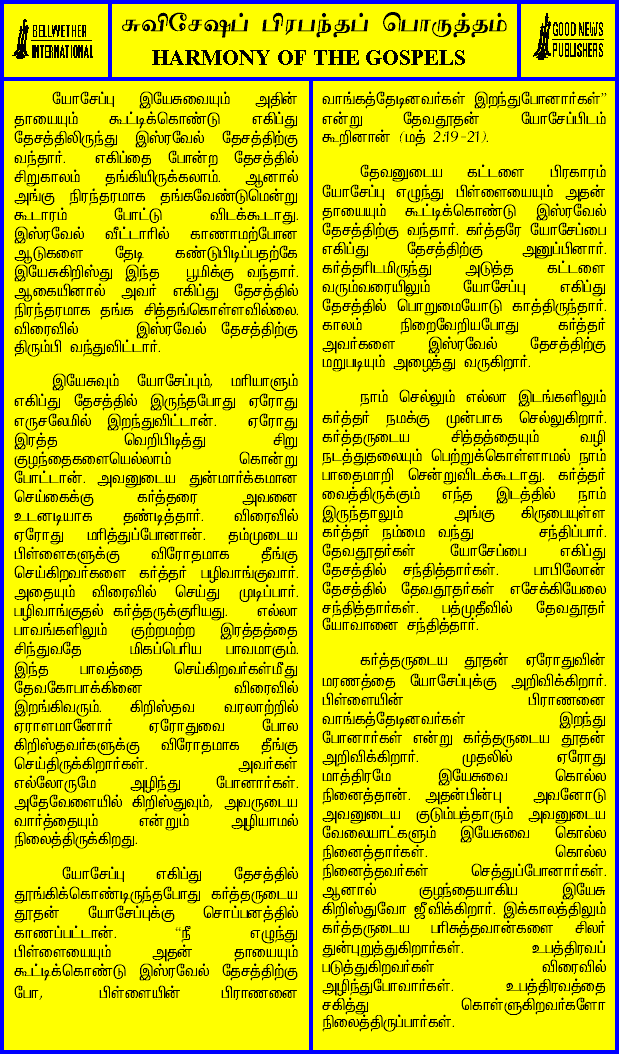 BELLWETHER
INTERNATIONAL
சுவிசேஷப் பிரபந்தப் பொருத்தம்
HARMONY OF THE GOSPELS
GOOD NEWS
PUBLISHERS
யோசேப்பு இயேசுவையும் அதின்
தாயையும் கூட்டிக்கொண்டு எகிப்து
தேசத்திலிருந்து இஸ்ரவேல் தேசத்திற்கு
வந்தார். எகிப்தை போன்ற தேசத்தில்
சிறுகாலம் தங்கியிருக்கலாம். ஆனால்
அங்கு நிரந்தரமாக தங்கவேண்டுமென்று
கூடாரம் போட்டு விடக்கூடாது.
இஸ்ரவேல் வீட்டாரில் காணாமற்போன
ஆடுகளை தேடி கண்டுபிடிப்பதற்கே
இயேசுகிறிஸ்து இந்த பூமிக்கு வந்தார்.
ஆகையினால் அவர் எகிப்து தேசத்தில்
நிரந்தரமாக தங்க சித்தங்கொள்ளவில்லை.
விரைவில் இஸ்ரவேல் தேசத்திற்கு
திரும்பி வந்துவிட்டார்.
இயேசுவும் யோசேப்பும், மரியாளும்
எகிப்து தேசத்தில் இருந்தபோது ஏரோது
எருசலேமில் இறந்துவிட்டான். ஏரோது
இரத்த வெறிபிடித்து சிறு
குழந்தைகளையெல்லாம் கொன்று
போட்டான். அவனுடைய துன்மார்க்கமான
செய்கைக்கு கர்த்தரை அவனை
உடனடியாக தண்டித்தார். விரைவில்
ஏரோது மரித்துப்போனான். தம்முடைய
பிள்ளைகளுக்கு விரோதமாக தீங்கு
செய்கிறவர்களை கர்த்தர் பழிவாங்குவார்.
அதையும் விரைவில் செய்து முடிப்பார்.
பழிவாங்குதல் கர்த்தருக்குரியது. எல்லா
பாவங்களிலும் குற்றமற்ற இரத்தத்தை
சிந்துவதே மிகப்பெரிய பாவமாகும்.
இந்த பாவத்தை செய்கிறவர்கள்மீது
தேவகோபாக்கினை விரைவில்
இறங்கிவரும். கிறிஸ்தவ வரலாற்றில்
ஏராளமானோர் ஏரோதுவை போல
கிறிஸ்தவர்களுக்கு விரோதமாக தீங்கு
செய்திருக்கிறார்கள். அவர்கள்
எல்லோருமே அழிந்து போனார்கள்.
அதேவேளையில் கிறிஸ்துவும், அவருடைய
வார்த்தையும் என்றும் அழியாமல்
நிலைத்திருக்கிறது.
யோசேப்பு எகிப்து தேசத்தில்
தூங்கிக்கொண்டிருந்தபோது கர்த்தருடைய
தூதன் யோசேப்புக்கு சொப்பனத்தில்
காணப்பட்டான். “நீ எழுந்து
பிள்ளையையும் அதன் தாயையும்
கூட்டிக்கொண்டு இஸ்ரவேல் தேசத்திற்கு
போ, பிள்ளையின் பிராணனை
வாங்கத்தேடினவர்கள் இறந்துபோனார்கள்”
என்று தேவதூதன் யோசேப்பிடம்
கூறினான் (மத் 2:19-21).
தேவனுடைய கட்டளை பிரகாரம்
யோசேப்பு எழுந்து பிள்ளையையும் அதன்
தாயையும் கூட்டிக்கொண்டு இஸ்ரவேல்
தேசத்திற்கு வந்தார். கர்த்தரே யோசேப்பை
எகிப்து தேசத்திற்கு அனுப்பினார்.
கர்த்தரிடமிருந்து அடுத்த கட்டளை
வரும்வரையிலும் யோசேப்பு எகிப்து
தேசத்தில் பொறுமையோடு காத்திருந்தார்.
காலம் நிறைவேறியபோது கர்த்தர்
அவர்களை இஸ்ரவேல் தேசத்திற்கு
மறுபடியும் அழைத்து வருகிறார்.
நாம் செல்லும் எல்லா இடங்களிலும்
கர்த்தர் நமக்கு முன்பாக செல்லுகிறார்.
கர்த்தருடைய சித்தத்தையும் வழி
நடத்துதலையும் பெற்றுக்கொள்ளாமல் நாம்
பாதைமாறி சென்றுவிடக்கூடாது. கர்த்தர்
வைத்திருக்கும் எந்த இடத்தில் நாம்
இருந்தாலும் அங்கு கிருபையுள்ள
கர்த்தர் நம்மை வந்து சந்திப்பார்.
தேவதூதர்கள் யோசேப்பை எகிப்து
தேசத்தில் சந்தித்தார்கள். பாபிலோன்
தேசத்தில் தேவதூதர்கள் எசேக்கியேலை
சந்தித்தார்கள். பத்முதீவில் தேவதூதர்
யோவானை சந்தித்தார்.
கர்த்தருடைய தூதன் ஏரோதுவின்
மரணத்தை யோசேப்புக்கு அறிவிக்கிறார்.
பிள்ளையின் பிராணனை
வாங்கத்தேடினவர்கள் இறந்து
போனார்கள் என்று கர்த்தருடைய தூதன்
அறிவிக்கிறார். முதலில் ஏரோது
மாத்திரமே இயேசுவை கொல்ல
நினைத்தான். அதன்பின்பு அவனோடு
அவனுடைய குடும்பத்தாரும் அவனுடைய
வேலையாட்களும் இயேசுவை கொல்ல
நினைத்தார்கள். கொல்ல
நினைத்தவர்கள் செத்துப்போனார்கள்.
ஆனால் குழந்தையாகிய இயேசு
கிறிஸ்துவோ ஜீவிக்கிறார். இக்காலத்திலும்
கர்த்தருடைய பரிசுத்தவான்களை சிலர்
துன்புறுத்துகிறார்கள். உபத்திரவப்
படுத்துகிறவர்கள் விரைவில்
அழிந்துபோவார்கள். உபத்திரவத்தை
சகித்து கொள்ளுகிறவர்களோ
நிலைத்திருப்பார்கள்.